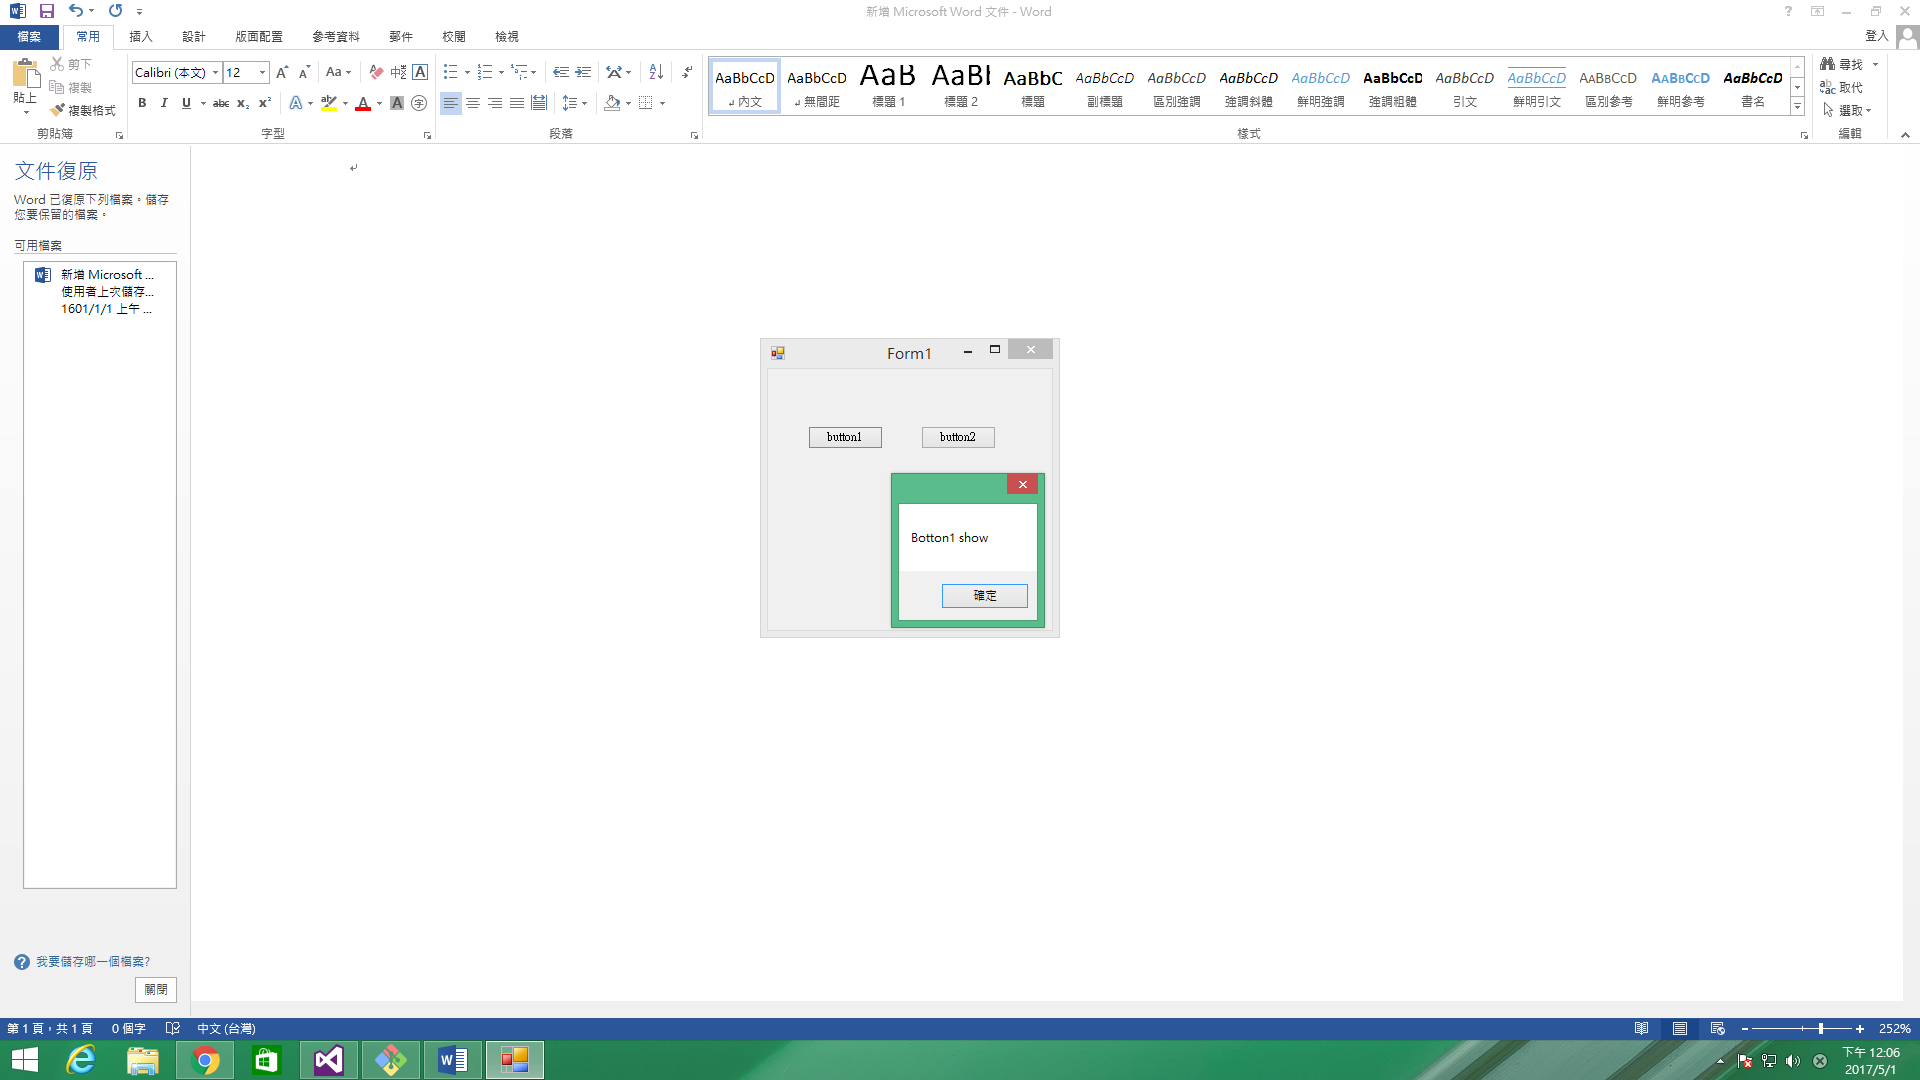 新增 Microsoft Word 文件 - Word
檔案 常用 插入 設計 版面配置 參考資料 郵件 校閱 檢視 登入
貼上
剪下
複製
複製格式
剪貼簿
Calibri (本文) 12
字型
段落
AaBbCcD AaBbCcD AaB AaBl AaBbC AaBbCcD AaBbCcD AaBbCcD AaBbCcD AaBbCcD AaBbCcD AaBbCcD AaBbCcD AaBbCcD AaBbCcD
內文 無間距 標題 1 標題 2 標題 副標題 區別強調 強調斜體 鮮明強調 強調粗體 引文 鮮明引文 區別參考 鮮明參考 書名
樣式
尋找
取代
選取
編輯
文件復原
Word 已復原下列檔案。儲存
您要保留的檔案。
可用檔案
新增 Microsoft ...
使用者上次儲存...
1601/1/1 上午 ...
我要儲存哪一個檔案?
關閉
Form1
button1 button2
Botton1 show
確定
第 1 頁，共 1 頁 0 個字 中文 (台灣) 252%
下午 12:06
2017/5/1